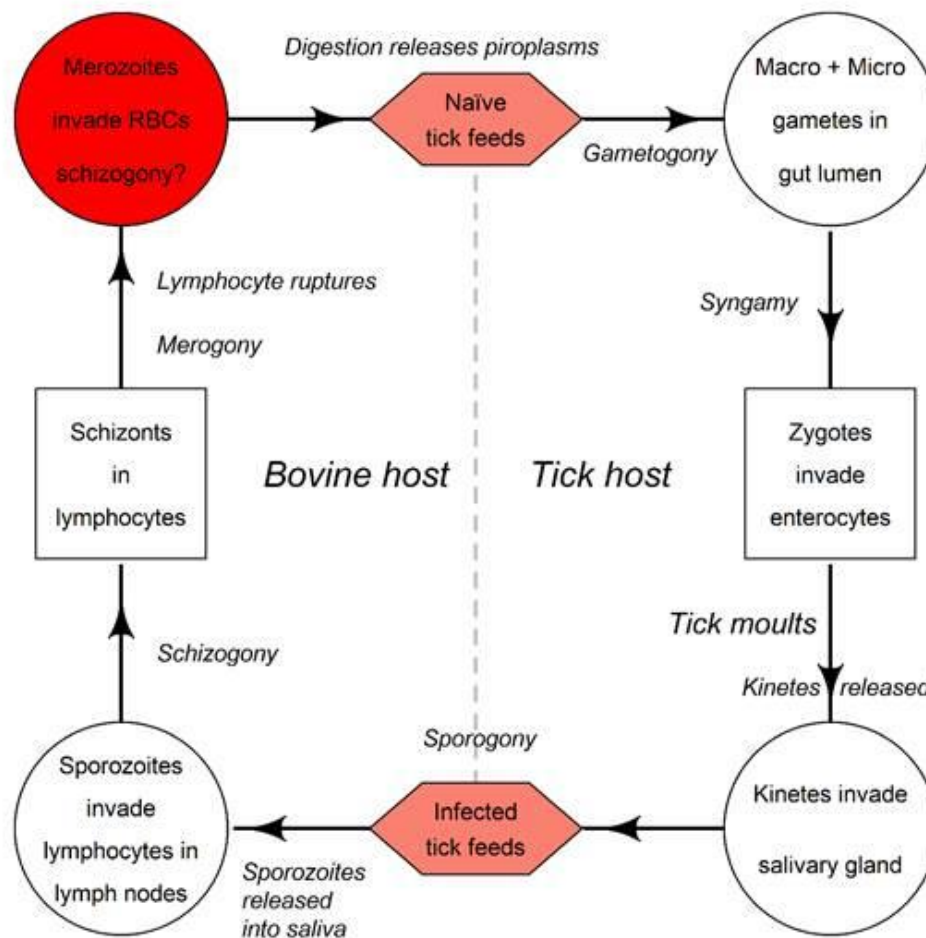 Digestion releases piroplasms
Merozoites
invade RBCs
schizogony?
Naïve
tick feeds
Gametogony
Macro + Micro
gametes in
gut lumen
Lymphocyte ruptures
Merogony
Syngamy
Schizonts
in
lymphocytes
Bovine host
Tick host
Zygotes
invade
enterocytes
Schizogony
Tick moults
Kinetes released
Sporozoites
invade
lymphocytes in
lymph nodes
Sporogony
Infected
tick feeds
Sporozoites
released
into saliva
Kinetes invade
salivary gland